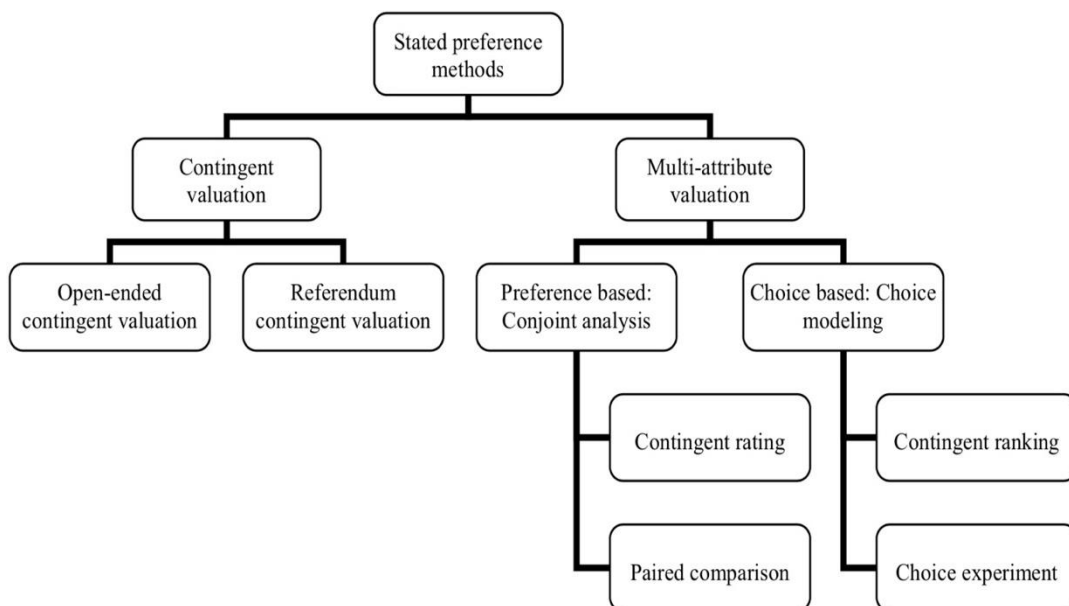 Stated preference
methods
Contingent
valuation
Multi-attribute
valuation
Open-ended
contingent valuation
Referendum
contingent valuation
Preference based:
Conjoint analysis
Choice based: Choice
modeling
Contingent rating
Contingent ranking
Paired comparison
Choice experiment